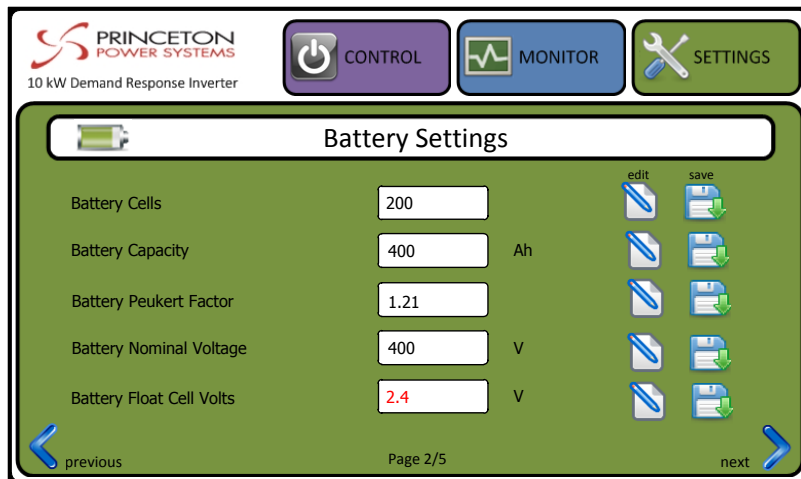 PRINCETON
POWER SYSTEMS
10 kW Demand Response Inverter
CONTROL
MONITOR
SETTINGS
Battery Settings
edit save
Battery Cells 200
Battery Capacity 400 Ah
Battery Peukert Factor 1.21
Battery Nominal Voltage 400 V
Battery Float Cell Volts 2.4 V
previous Page 2/5 next